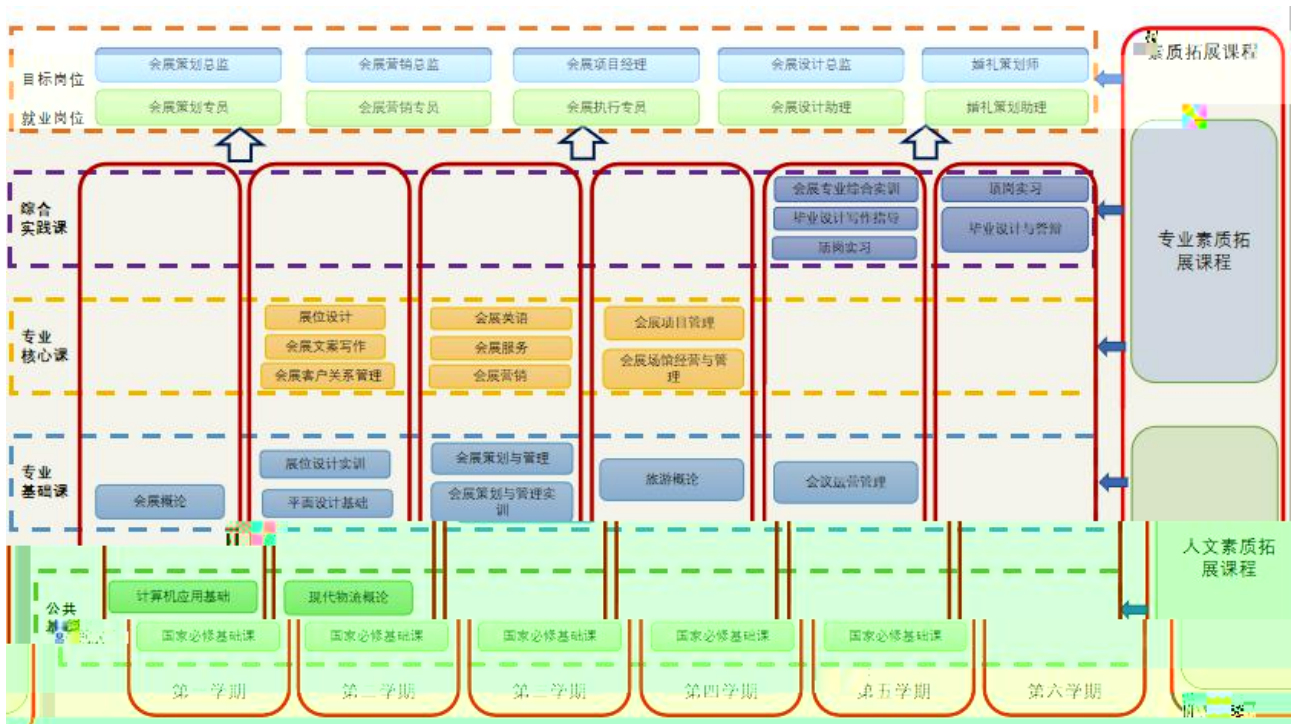 素质拓展课程
目标岗位
会展策划总监
会展营销总监
会展项目经理
会展设计总监
婚礼策划师
就业岗位
会展策划专员
会展营销专员
会展执行专员
会展设计助理
婚礼策划助理
综合
实践课
会展专业综合实训
毕业设计写作指导
顶岗实习
顶岗实习
毕业设计与答辩
专业素质拓
展课程
专业
核心课
展位设计
会展文案写作
会展客户关系管理
会展英语
会展服务
会展营销
会展项目管理
会展场馆经营与管
理
专业
基础课
会展概论
展位设计实训
平面设计基础
会展策划与管理
会展策划与管理实
训
旅游概论
会议运营管理
人文素质拓
展课程
公共
计算机应用基础
现代物流概论
国家必修基础课
国家必修基础课
国家必修基础课
国家必修基础课
国家必修基础课
第一学期
第二学期
第三学期
第四学期
第五学期
第六学期